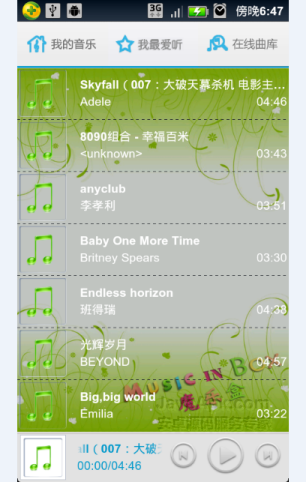 3G 傍晚6:47
我的音乐 我最爱听 在线曲库
Skyfall（007：大破天幕杀机 电影主...
Adele 04:46
8090组合 - 幸福百米
<unknown> 03:43
anyclub
李孝利 03:51
Baby One More Time
Britney Spears 03:30
Endless horizon
班得瑞 04:38
光辉岁月
BEYOND 04:57
MUSIC IN BOX
Big,big world
Emilia 03:22
ll（007：大破天
00:00/04:46